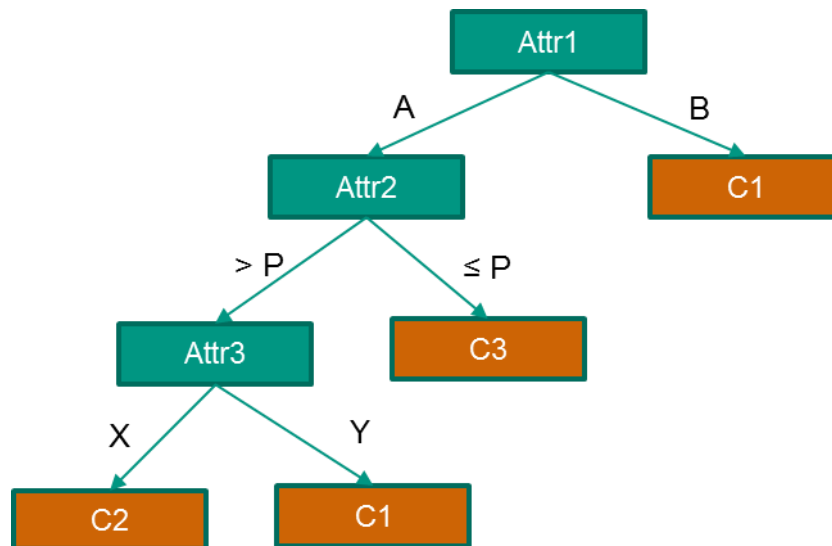 Attr1
A
B
Attr2
C1
> P
≤ P
Attr3
C3
X
Y
C2
C1